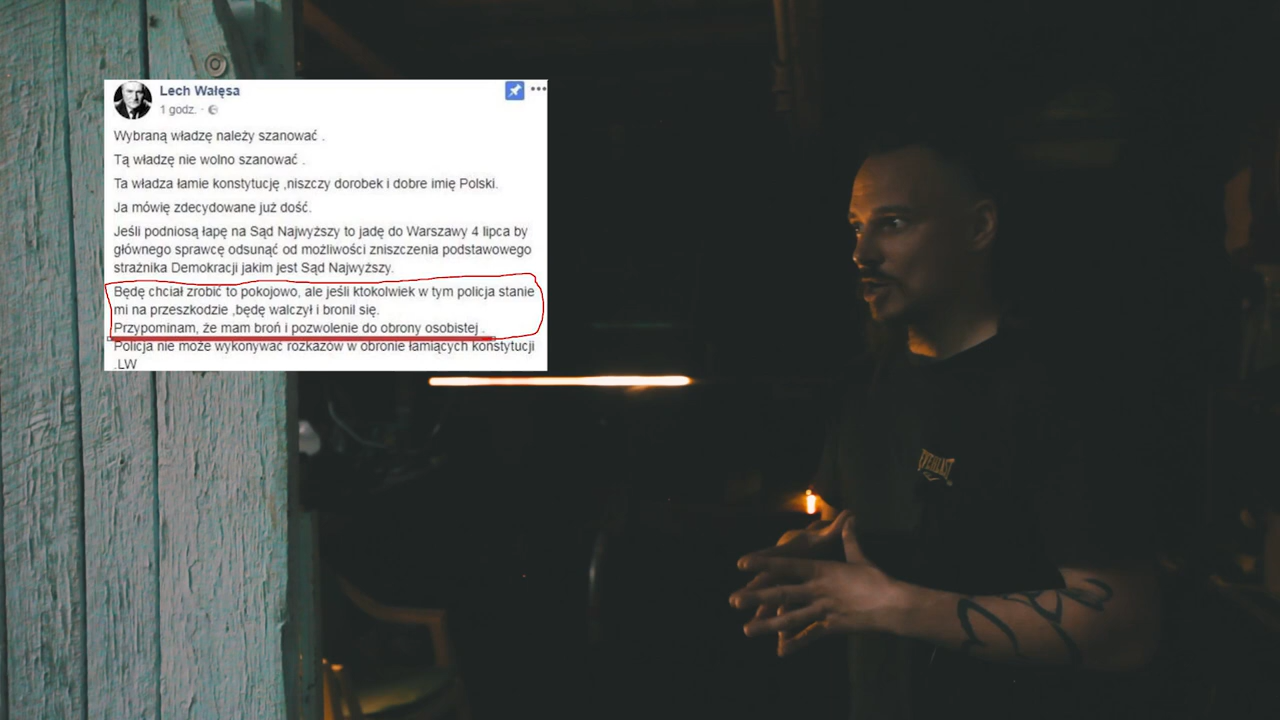 Lech Wałęsa
1 godz. ·
Wybraną władzę należy szanować .
Tą władzę nie wolno szanować .
Ta władza łamie konstytucję ,niszczy dorobek i dobre imię Polski.
Ja mówię zdecydowane już dość.
Jeśli podniosą łapę na Sąd Najwyższy to jadę do Warszawy 4 lipca by
głównego sprawcę odsunąć od możliwości zniszczenia podstawowego
strażnika Demokracji jakim jest Sąd Najwyższy.
Będę chciał zrobić to pokojowo, ale jeśli ktokolwiek w tym policja stanie
mi na przeszkodzie ,będę walczył i bronil się.
Przypominam, że mam broń i pozwolenie do obrony osobistej .
Policja nie może wykonywać rozkazów w obronie łamiących konstytucji
.LW
EVERLAST